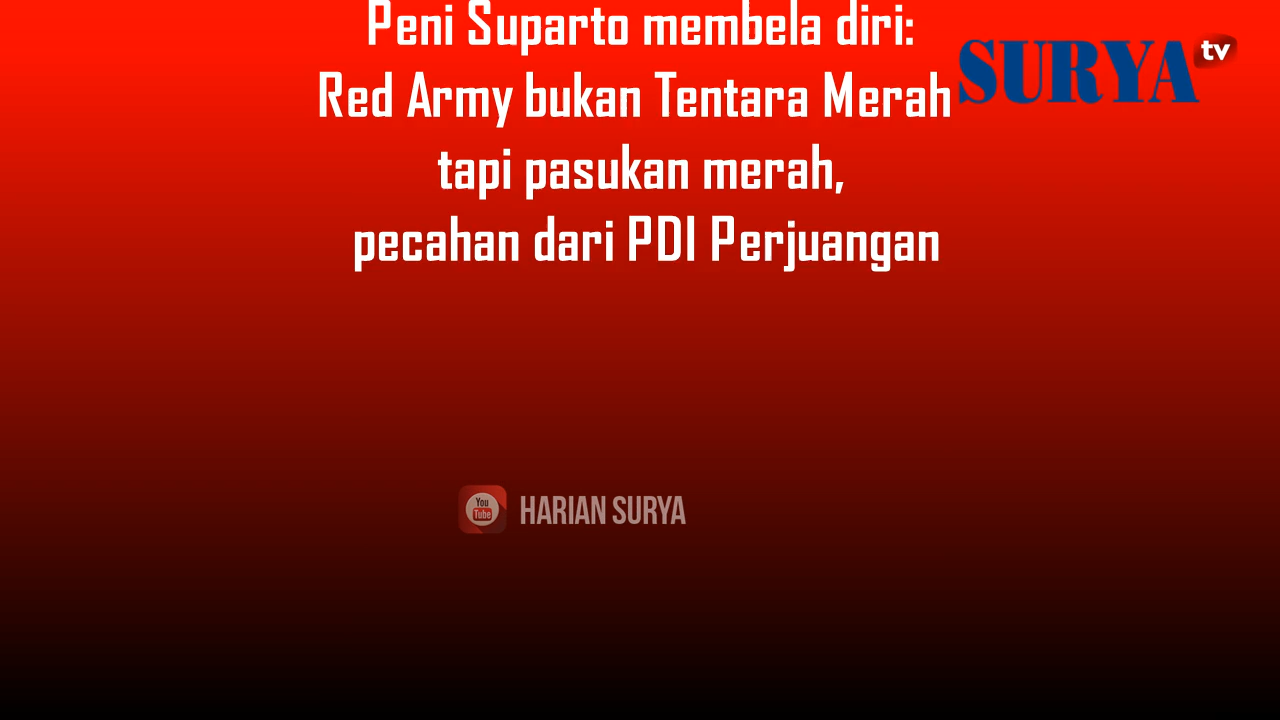 Peni Suparto membela diri:
Red Army bukan Tentara Merah
tapi pasukan merah,
pecahan dari PDI Perjuangan
SURYA tv
You Tube HARIAN SURYA